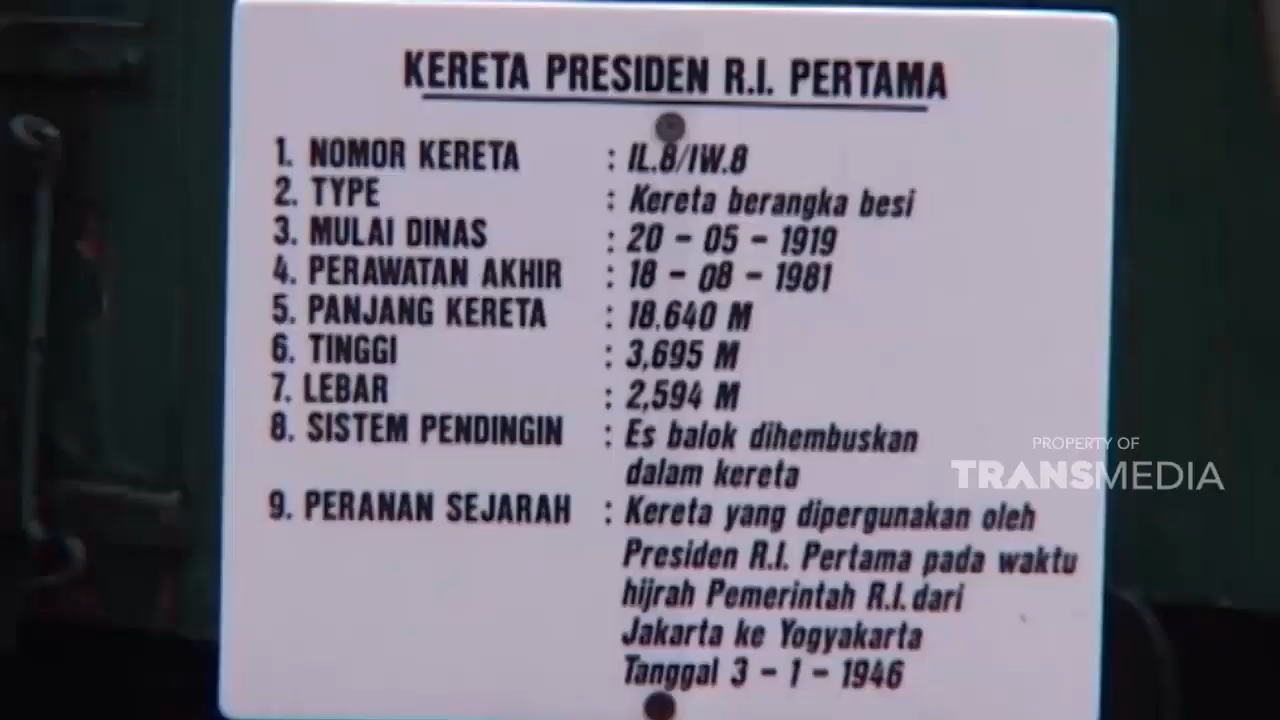 KERETA PRESIDEN R.I. PERTAMA
1. NOMOR KERETA : IL.8/IW.8
2. TYPE : Kereta berangka besi
3. MULAI DINAS : 20 - 05 - 1919
4. PERAWATAN AKHIR : 18 - 08 - 1981
5. PANJANG KERETA : 18.640 M
6. TINGGI : 3,695 M
7. LEBAR : 2,594 M
8. SISTEM PENDINGIN : Es balok dihembuskan
dalam kereta
9. PERANAN SEJARAH : Kereta yang dipergunakan oleh
Presiden R.I. Pertama pada waktu
hijrah Pemerintah R.I. dari
Jakarta ke Yogyakarta
Tanggal 3 - 1 - 1946
PROPERTY OF
TRANSMEDIA